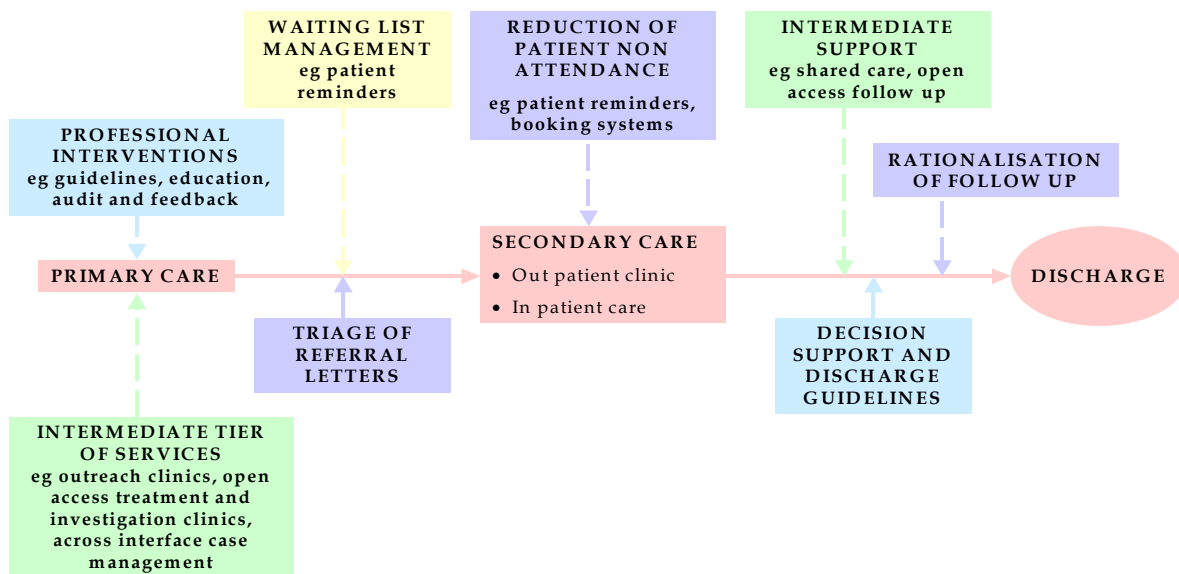 WAITING LIST
MANAGEMENT
eg patient
reminders
REDUCTION OF
PATIENT NON
ATTENDANCE
eg patient reminders,
booking systems
INTERMEDIATE
SUPPORT
eg shared care, open
access follow up
PROFESSIONAL
INTERVENTIONS
eg guidelines, education,
audit and feedback
RATIONALISATION
OF FOLLOW UP
PRIMARY CARE
SECONDARY CARE
• Out patient clinic
• In patient care
DISCHARGE
TRIAGE OF
REFERRAL
LETTERS
DECISION
SUPPORT AND
DISCHARGE
GUIDELINES
INTERMEDIATE TIER
OF SERVICES
eg outreach clinics, open
access treatment and
investigation clinics,
across interface case
management